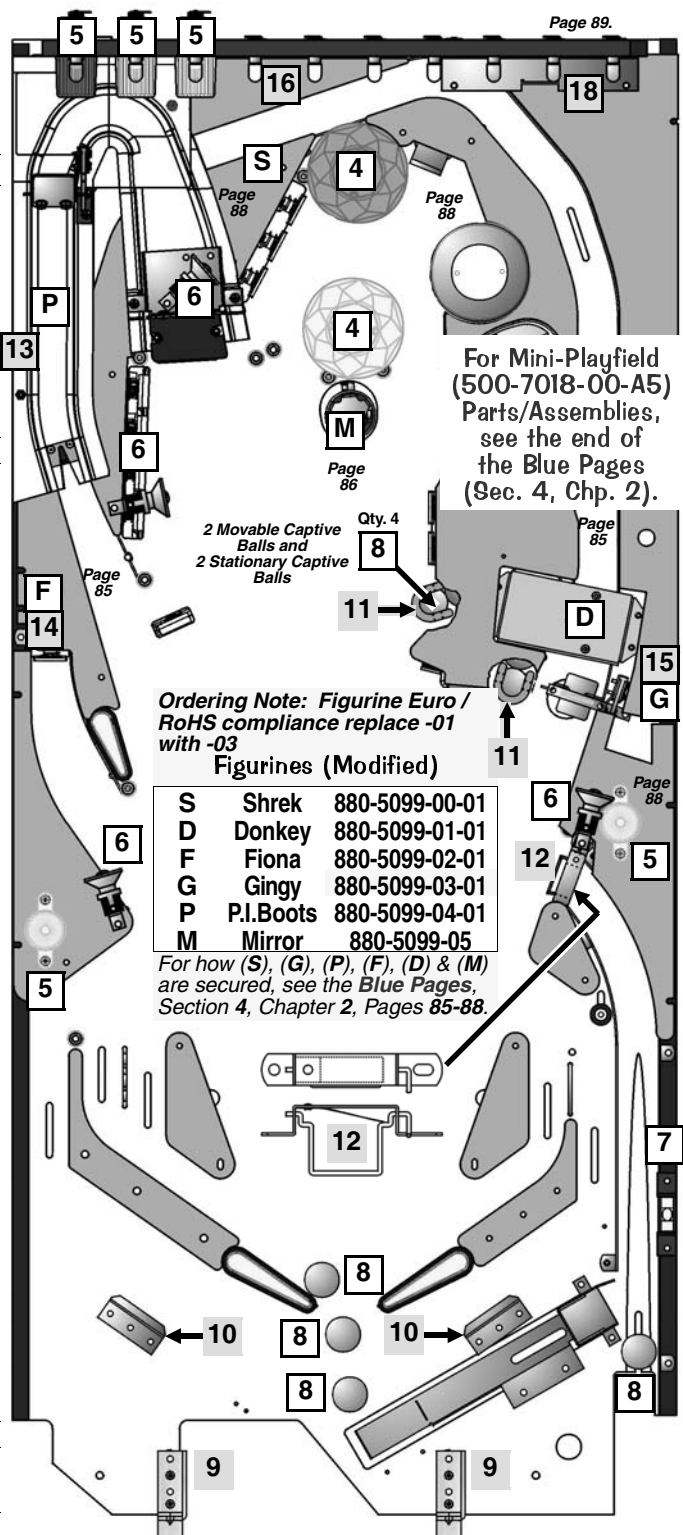 Page 89.
5 5 5
16
18
S
4
Page
88
Page
88
P
6
4
13
For Mini-Playfield
(500-7018-00-A5)
Parts/Assemblies,
see the end of
the Blue Pages
(Sec. 4, Chp. 2).
M
6
Page
86
2 Movable Captive
Balls and
2 Stationary Captive
Balls
Qty. 4
8
Page
85
Page
85
F
14
11
D
15
G
11
Ordering Note: Figurine Euro /
RoHS compliance replace -01
with -03
Figurines (Modified)
S Shrek 880-5099-00-01
D Donkey 880-5099-01-01
F Fiona 880-5099-02-01
G Gingy 880-5099-03-01
P P.I.Boots 880-5099-04-01
M Mirror 880-5099-05
For how (S), (G), (P), (F), (D) & (M)
are secured, see the Blue Pages,
Section 4, Chapter 2, Pages 85-88.
Page
88
6
6
12
5
5
12
7
8
10
8
10
8
8
9
9